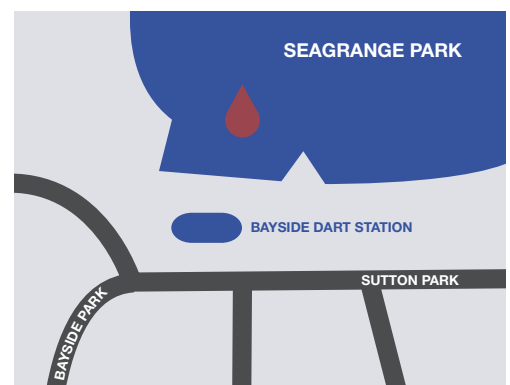 SEAGRANGE PARK
BAYSIDE DART STATION
SUTTON PARK
BAYSIDE PARK